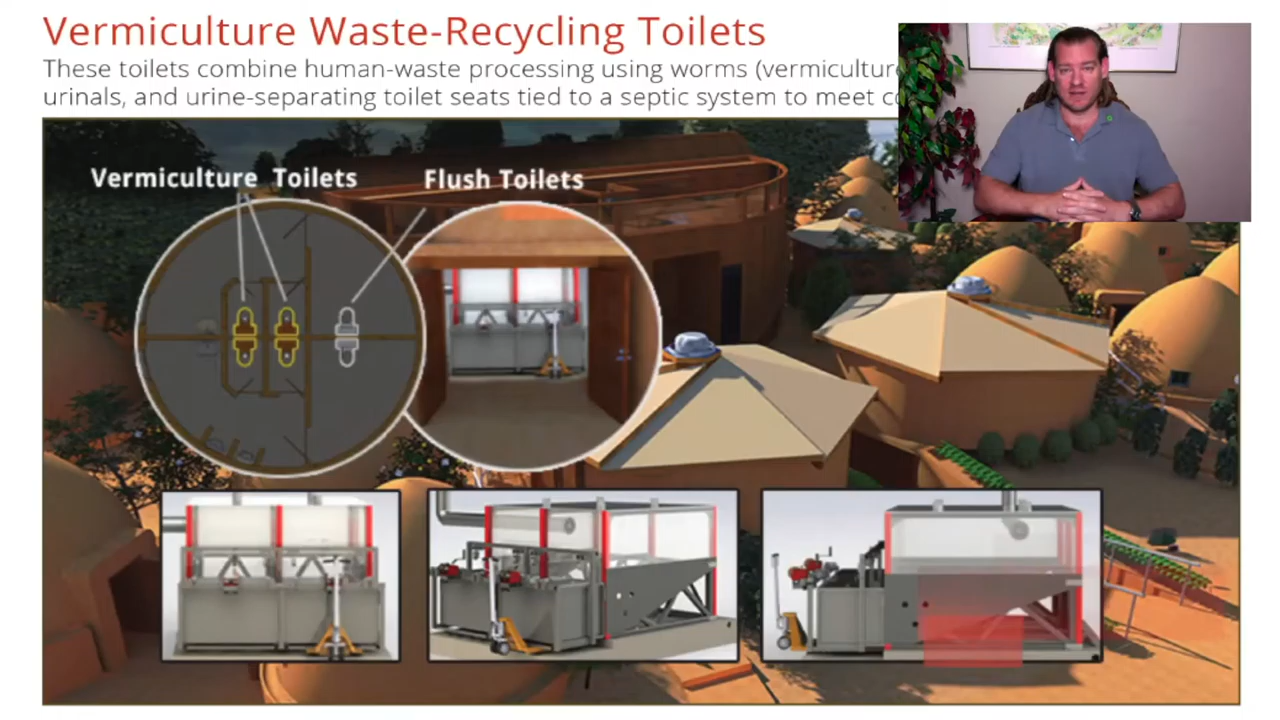 Vermiculture Waste-Recycling Toilets
These toilets combine human-waste processing using worms (vermiculture
urinals, and urine-separating toilet seats tied to a septic system to meet
Vermiculture Toilets
Flush Toilets